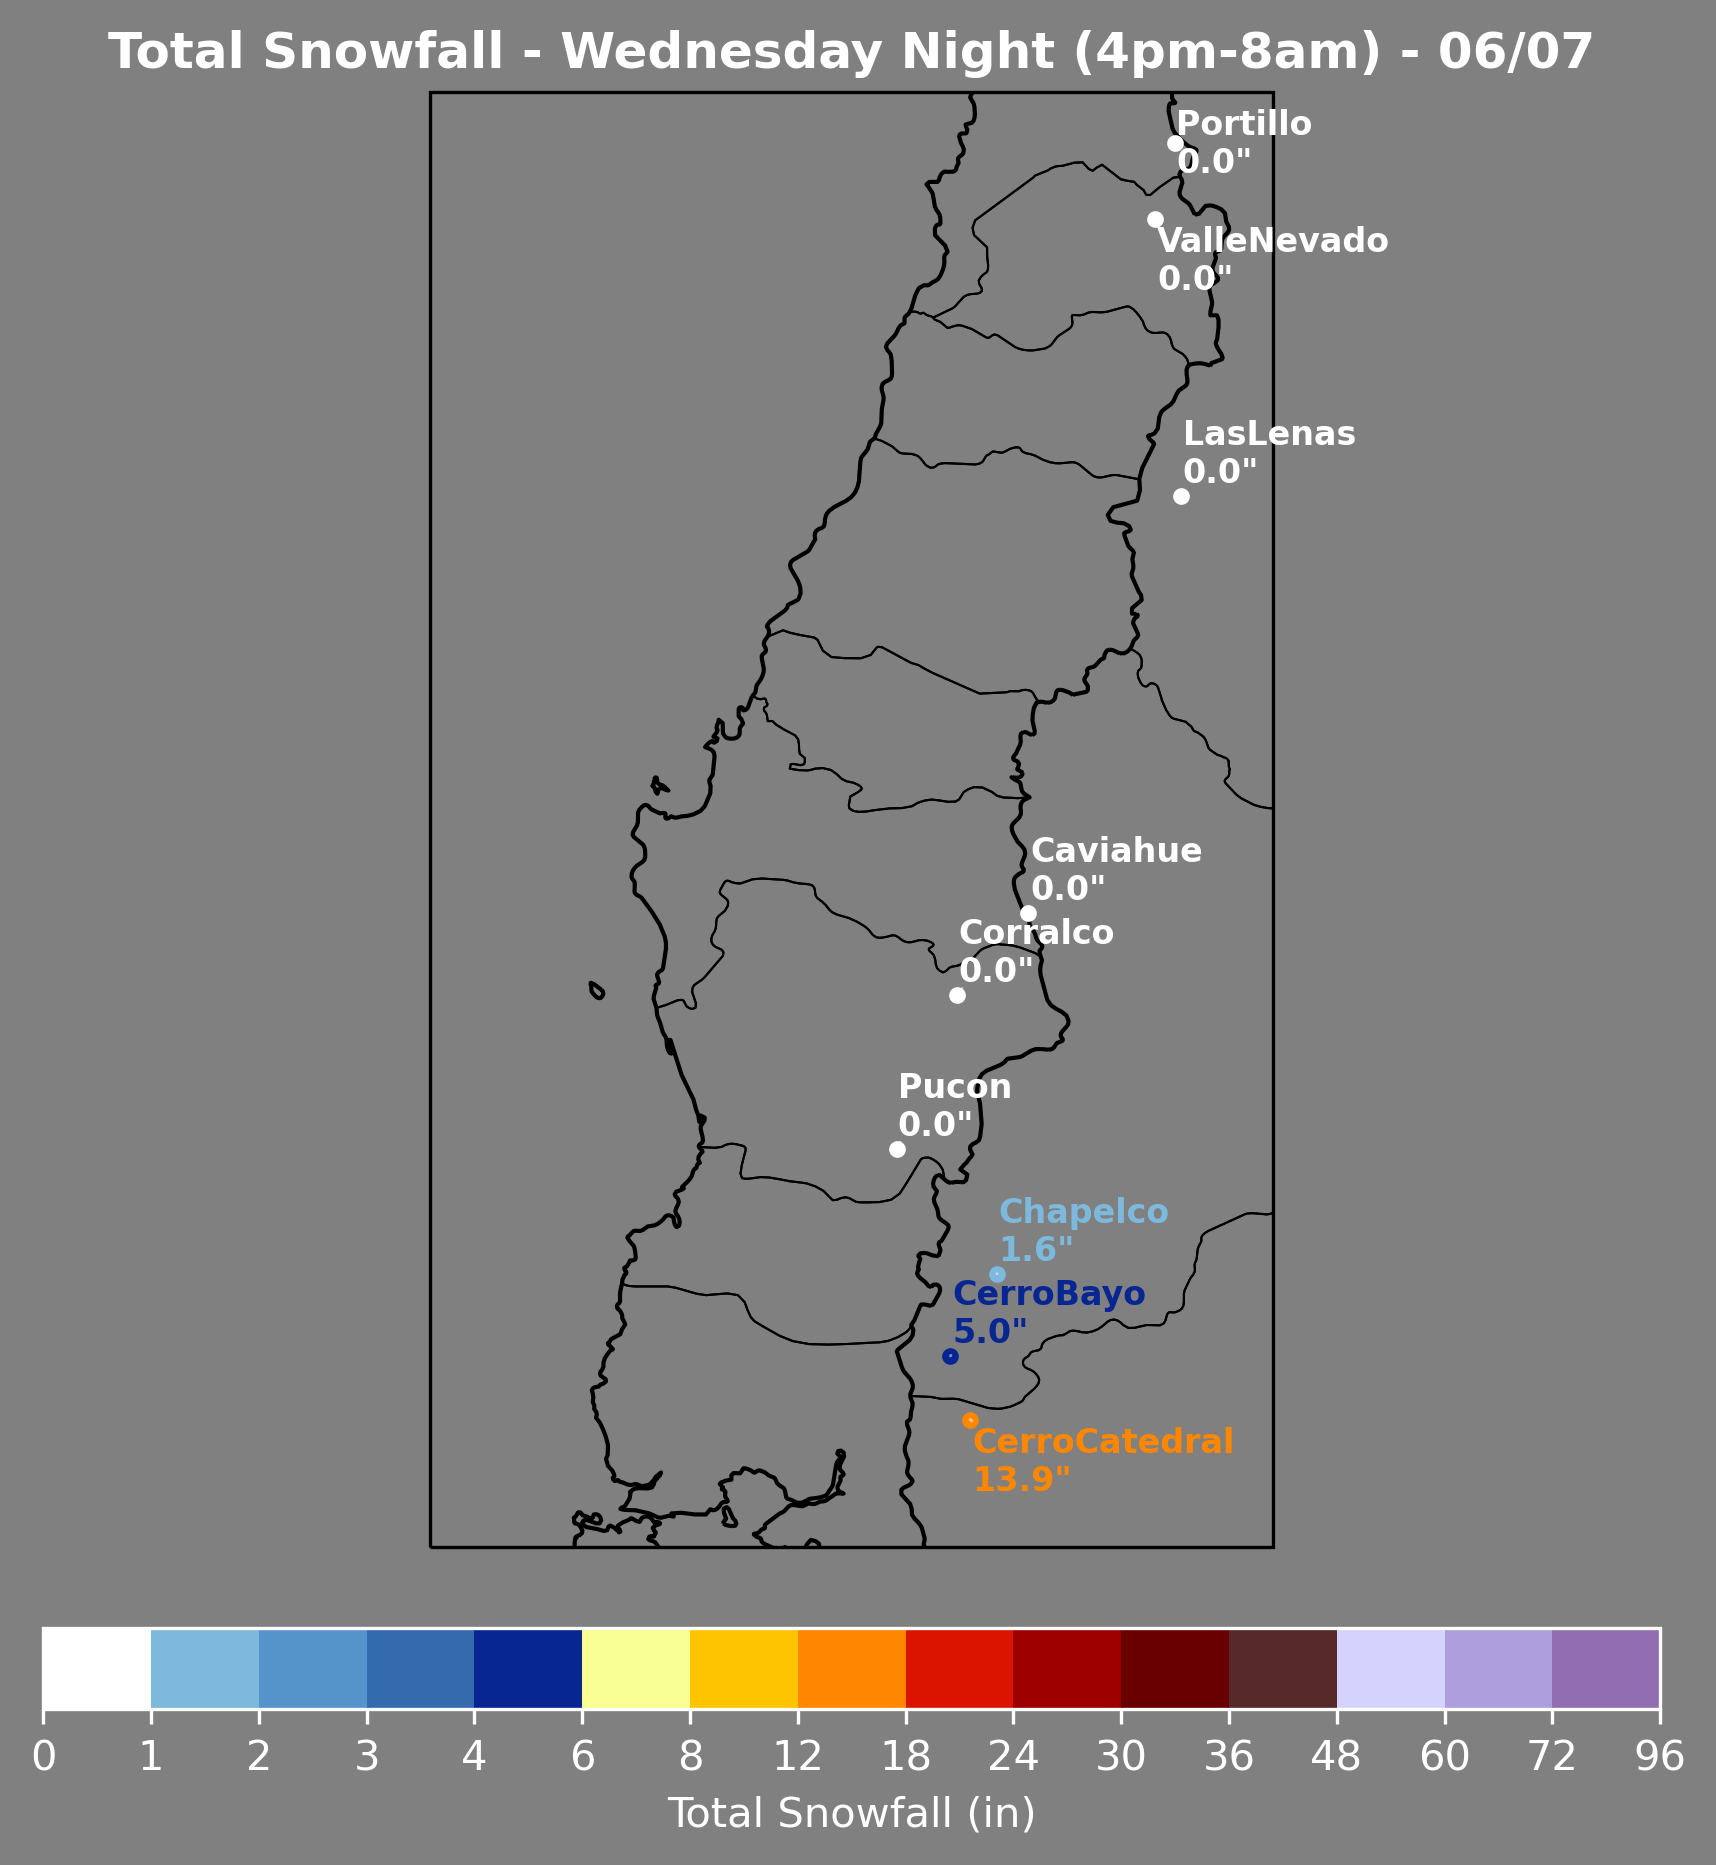 Total Snowfall - Wednesday Night (4pm-8am) - 06/07
Portillo
0.0"
ValleNevado
0.0"
LasLenas
0.0"
Caviahue
0.0"
Corralco
0.0"
Pucon
0.0"
Chapelco
1.6"
CerroBayo
5.0"
CerroCatedral
13.9"
0 1 2 3 4 6 8 12 18 24 30 36 48 60 72 96
Total Snowfall (in)